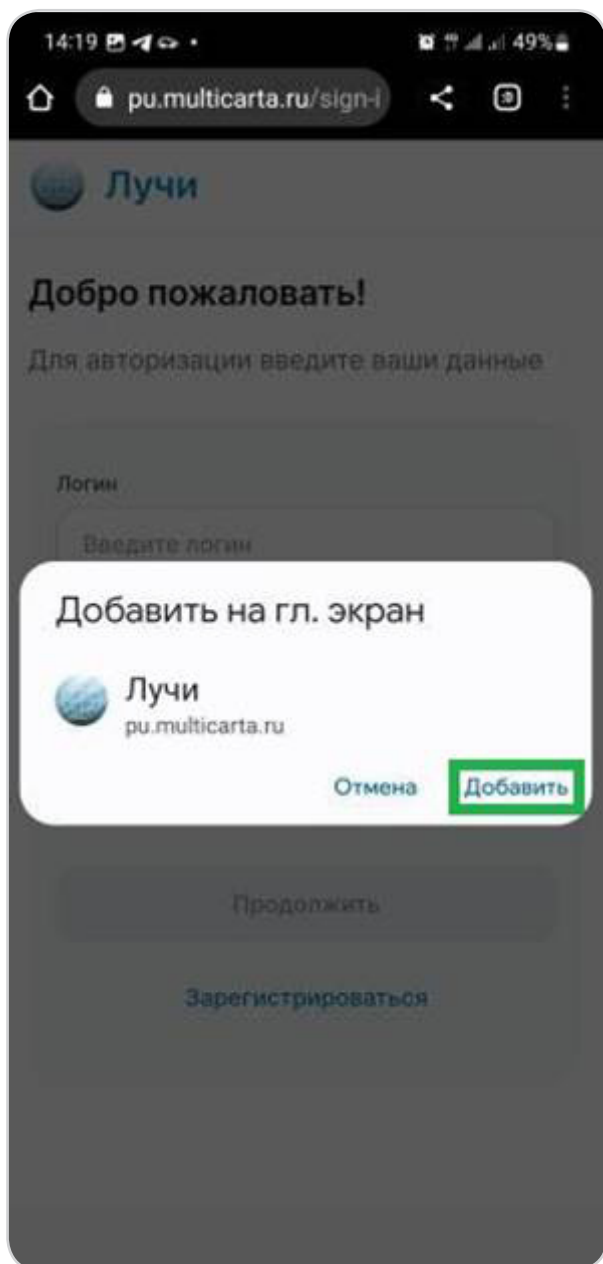 14:19
49%
pu.multicarta.ru/sign-i
Лучи
Добро пожаловать!
Для авторизации введите ваши данные
Логин
Введите логин
Добавить на гл. экран
Лучи
pu.multicarta.ru
Отмена Добавить
Продолжить
Зарегистрироваться